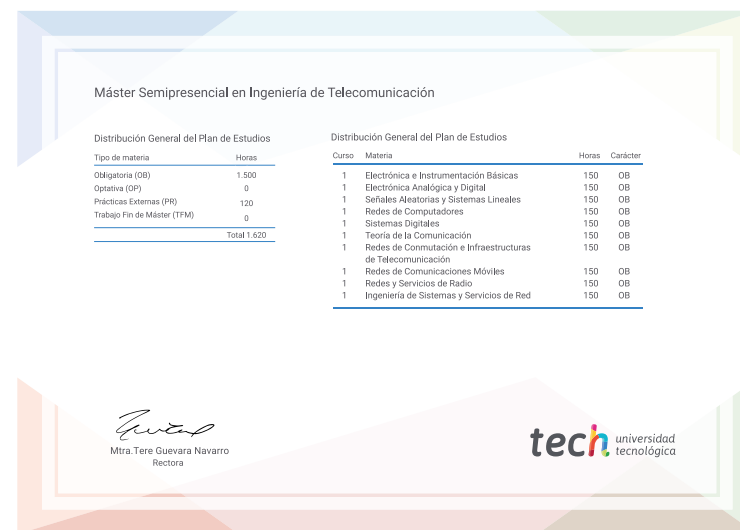 Máster Semipresencial en Ingeniería de Telecomunicación
Distribución General del Plan de Estudios
Tipo de materia Horas
Obligatoria (OB) 1.500
Optativa (OP) 0
Prácticas Externas (PR) 120
Trabajo Fin de Máster (TFM) 0
Total 1.620
Distribución General del Plan de Estudios
Curso Materia Horas Carácter
1 Electrónica e Instrumentación Básicas 150 OB
1 Electrónica Analógica y Digital 150 OB
1 Señales Aleatorias y Sistemas Lineales 150 OB
1 Redes de Computadores 150 OB
1 Sistemas Digitales 150 OB
1 Teoría de la Comunicación 150 OB
1 Redes de Conmutación e Infraestructuras 150 OB
de Telecomunicación
1 Redes de Comunicaciones Móviles 150 OB
1 Redes y Servicios de Radio 150 OB
1 Ingeniería de Sistemas y Servicios de Red 150 OB
Mtra.Tere Guevara Navarro
Rectora
tech universidad
tecnológica